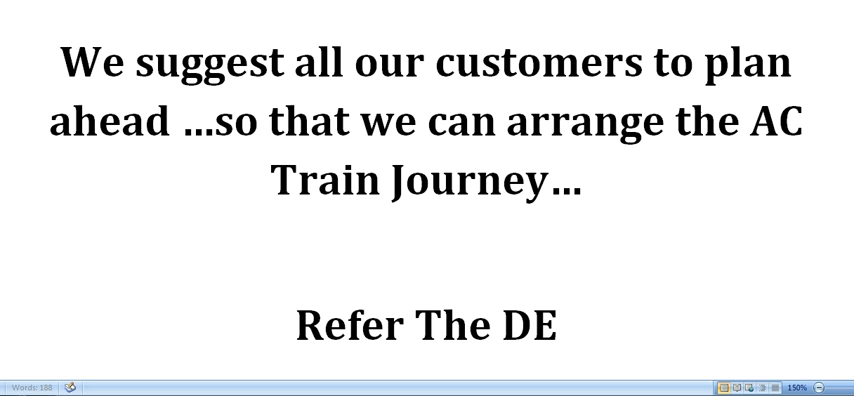 We suggest all our customers to plan
ahead ...so that we can arrange the AC
Train Journey...
Refer The DE
Words: 188
150%